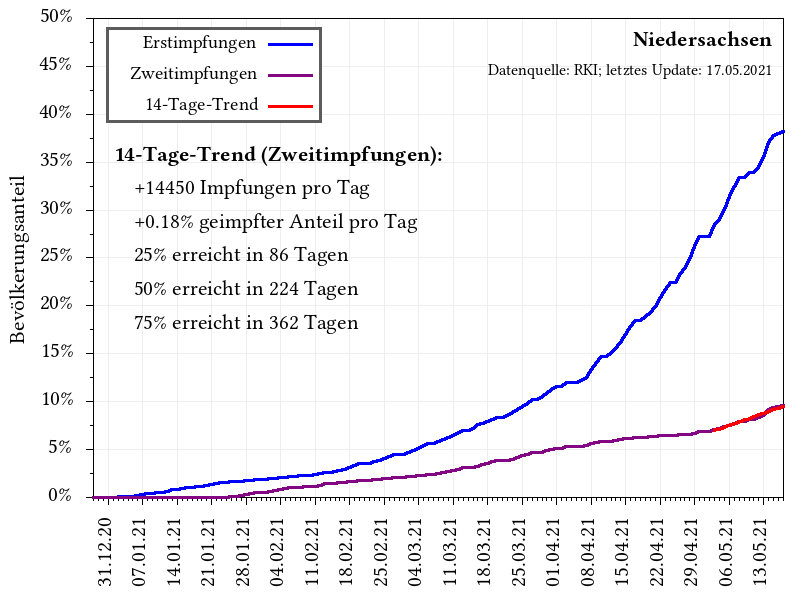 50%
45%
40%
35%
30%
25%
20%
15%
10%
5%
0%
Bevölkerungsanteil
Erstimpfungen
Zweitimpfungen
14-Tage-Trend
Niedersachsen
Datenquelle: RKI; letztes Update: 17.05.2021
14-Tage-Trend (Zweitimpfungen):
+14450 Impfungen pro Tag
+0.18% geimpfter Anteil pro Tag
25% erreicht in 86 Tagen
50% erreicht in 224 Tagen
75% erreicht in 362 Tagen
31.12.20
07.01.21
14.01.21
21.01.21
28.01.21
04.02.21
11.02.21
18.02.21
25.02.21
04.03.21
11.03.21
18.03.21
25.03.21
01.04.21
08.04.21
15.04.21
22.04.21
29.04.21
06.05.21
13.05.21